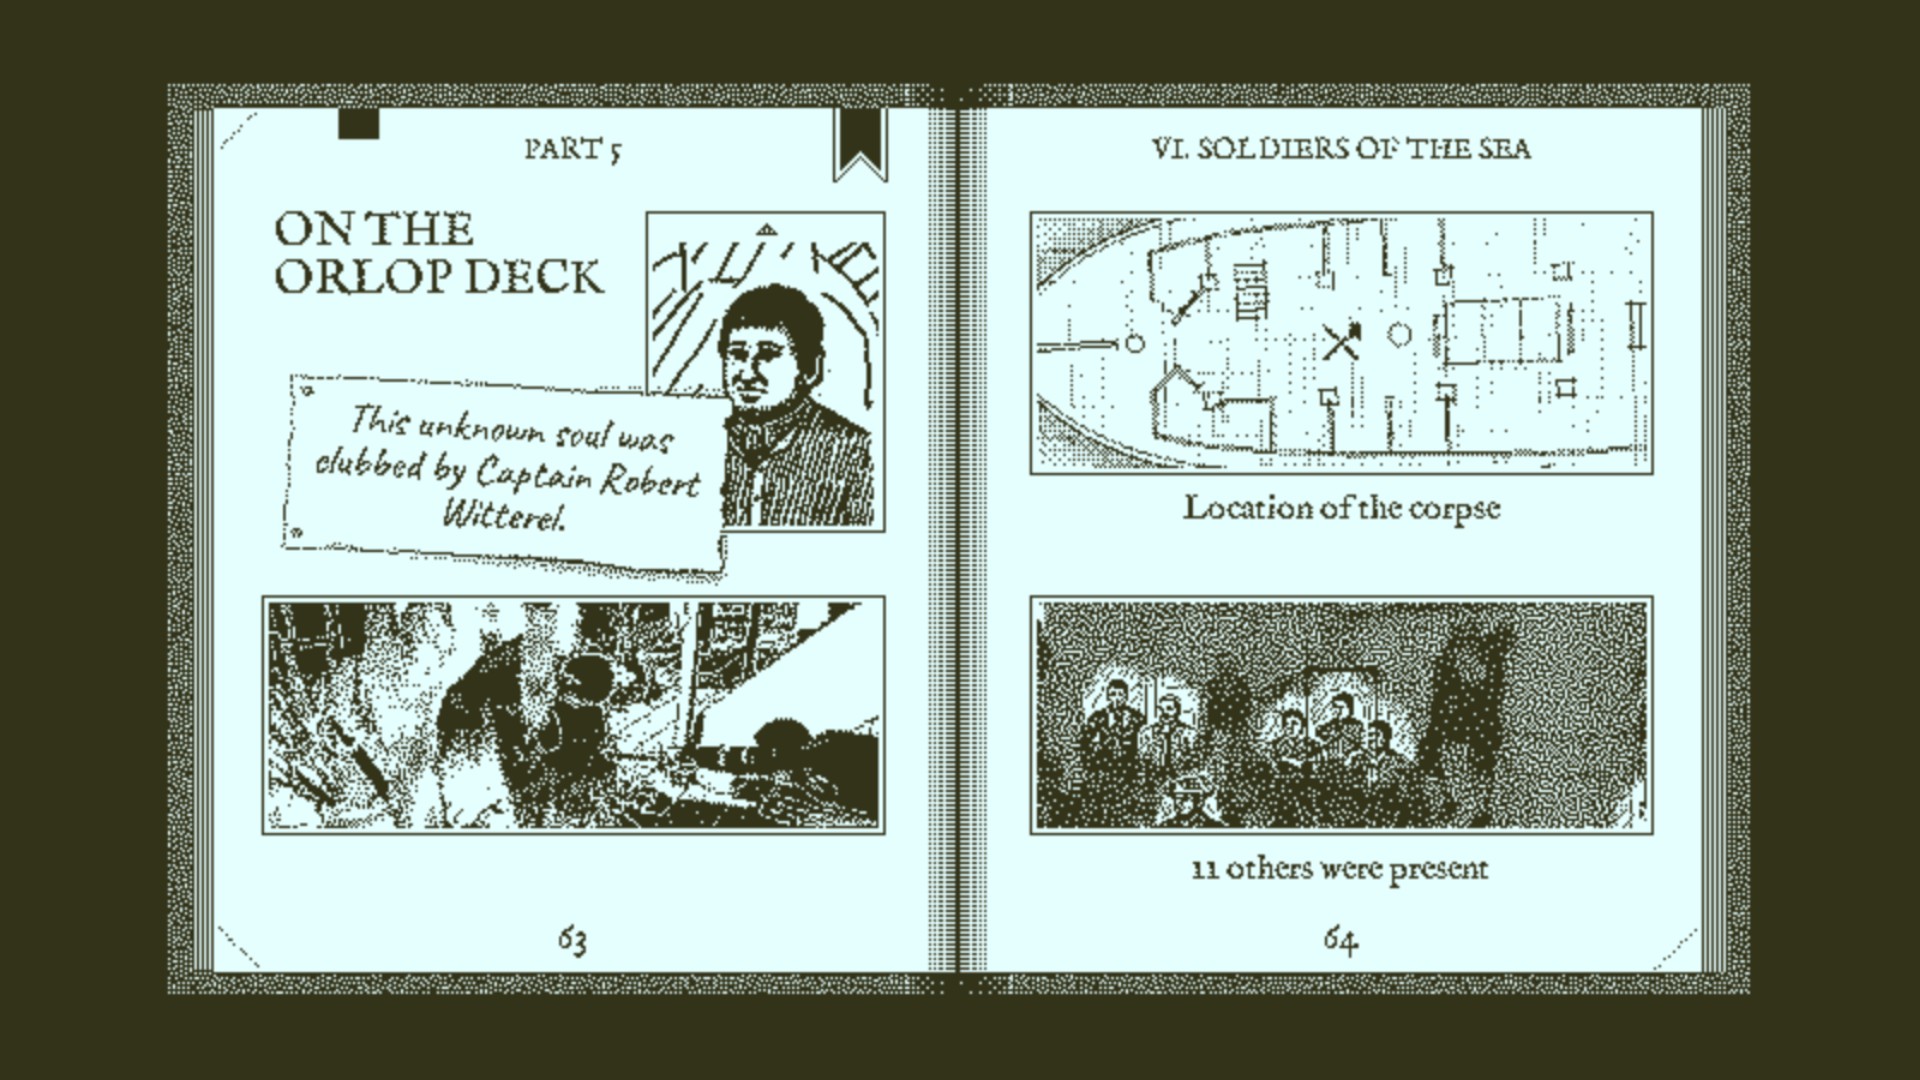 PART 5
ON THE
ORLOP DECK
This unknown soul was
clubbed by Captain Robert
Witterel.
63
VI. SOLDIERS OF THE SEA
Location of the corpse
11 others were present
64